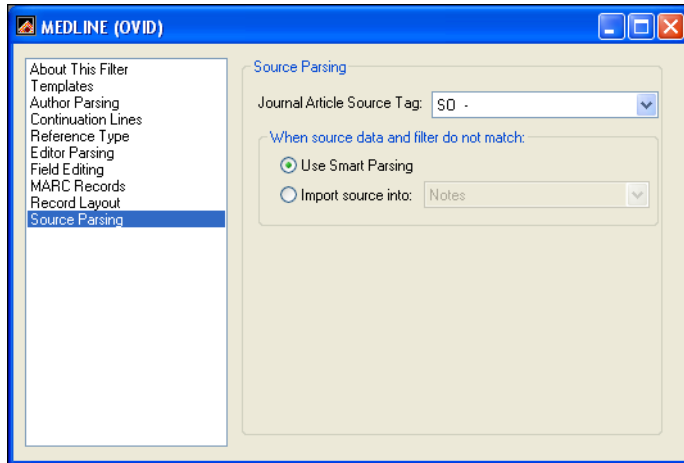 MEDLINE (OVID)
About This Filter
Templates
Author Parsing
Continuation Lines
Reference Type
Editor Parsing
Field Editing
MARC Records
Record Layout
Source Parsing
Source Parsing
Journal Article Source Tag: SO -
When source data and filter do not match:
Use Smart Parsing
Import source into: Notes